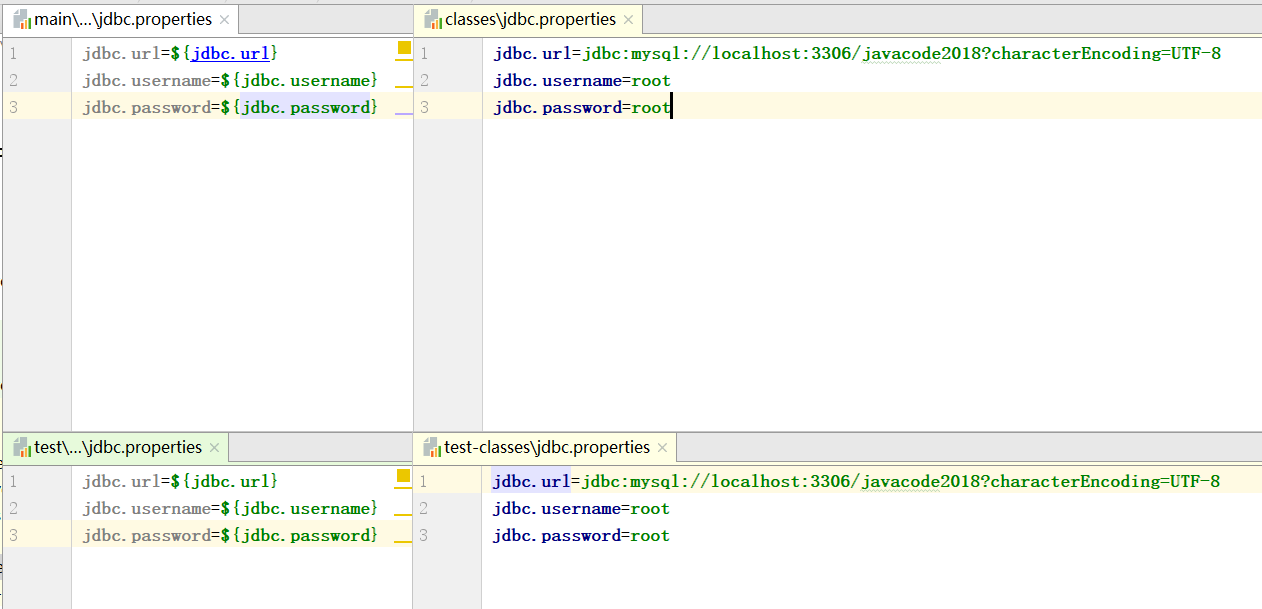 main\...\jdbc.properties
1 jdbc.url=${jdbc.url}
2 jdbc.username=${jdbc.username}
3 jdbc.password=${jdbc.password}
classes\jdbc.properties
1 jdbc.url=jdbc:mysql://localhost:3306/javacode2018?characterEncoding=UTF-8
2 jdbc.username=root
3 jdbc.password=root
test\...\jdbc.properties
1 jdbc.url=${jdbc.url}
2 jdbc.username=${jdbc.username}
3 jdbc.password=${jdbc.password}
test-classes\jdbc.properties
1 jdbc.url=jdbc:mysql://localhost:3306/javacode2018?characterEncoding=UTF-8
2 jdbc.username=root
3 jdbc.password=root